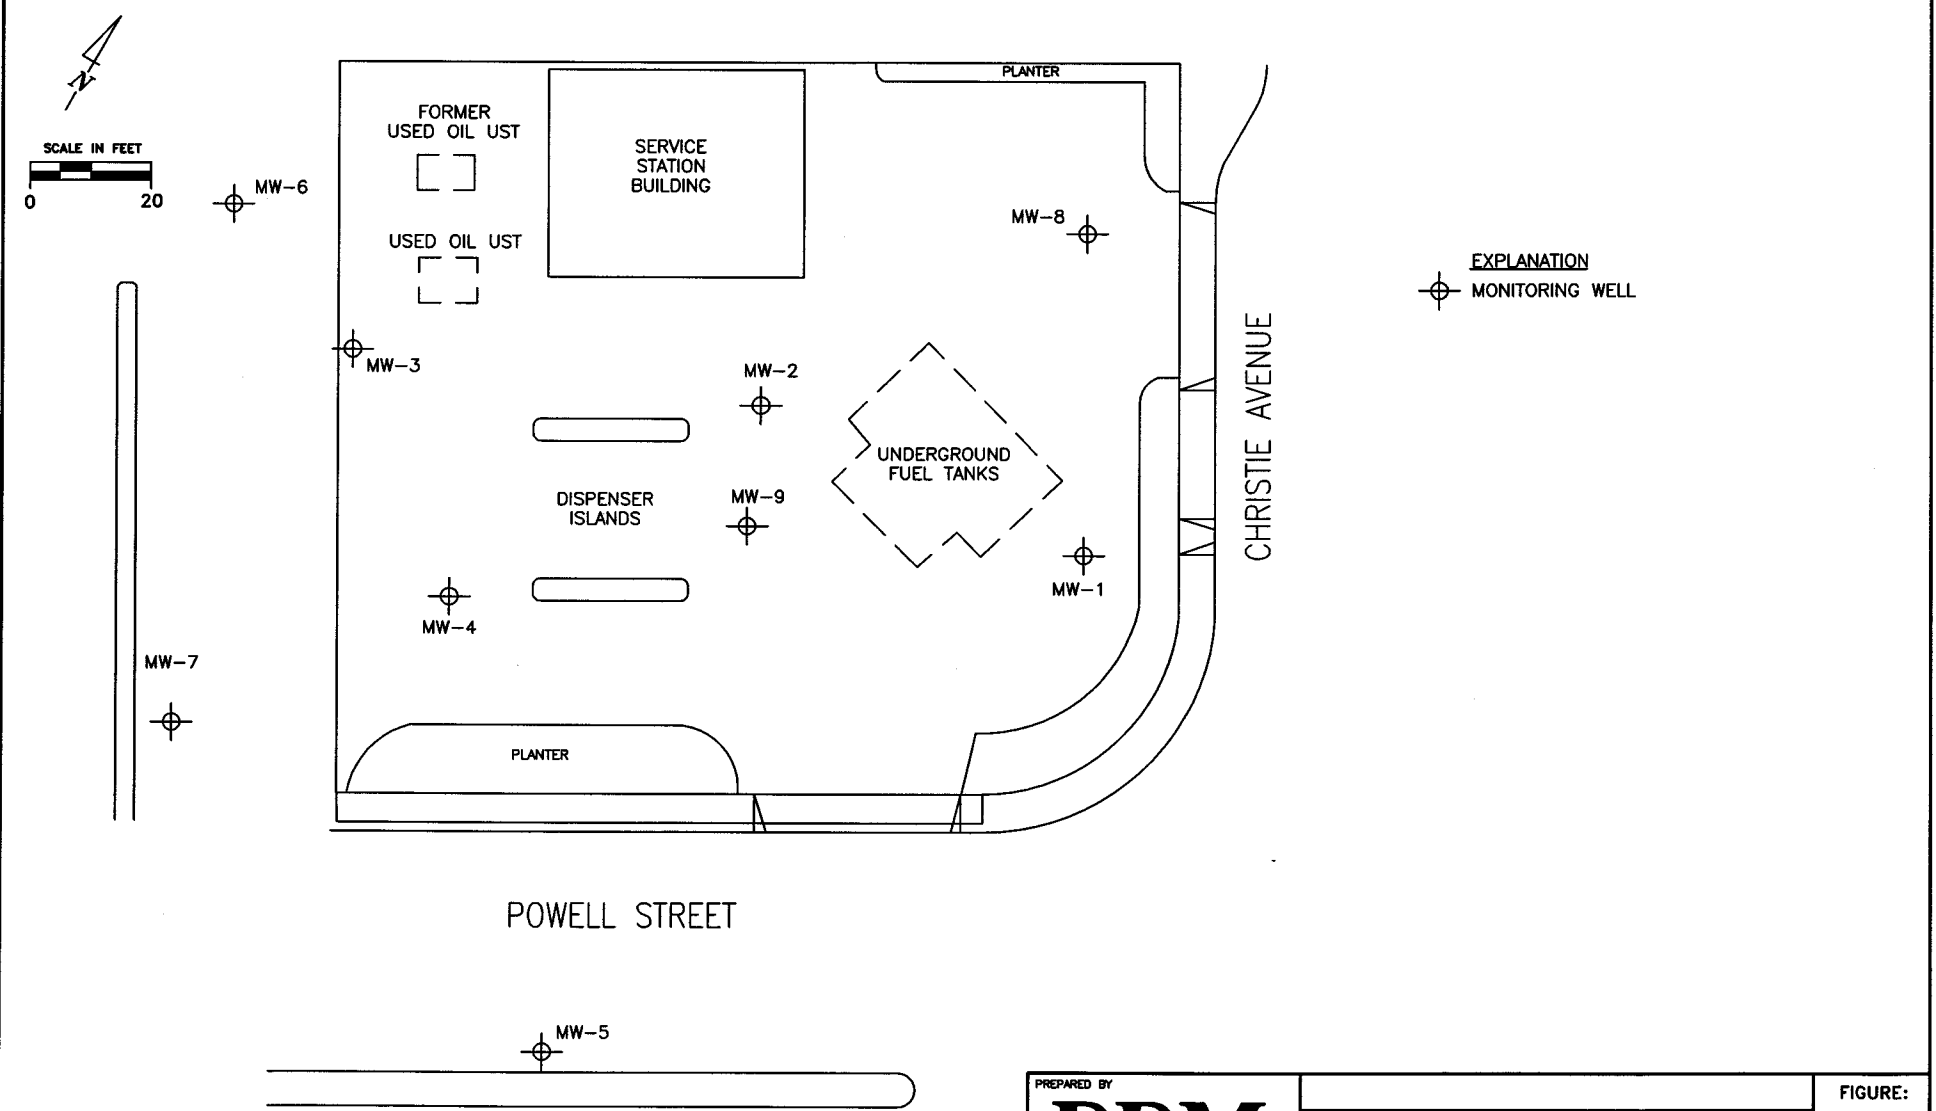 N
SCALE IN FEET
0 20
MW-6
FORMER
USED OIL UST
USED OIL UST
SERVICE
STATION
BUILDING
PLANTER
MW-8
EXPLANATION
MONITORING WELL
MW-3
MW-2
UNDERGROUND
FUEL TANKS
CHRISTIE AVENUE
DISPENSER
ISLANDS
MW-9
MW-1
MW-4
MW-7
PLANTER
POWELL STREET
MW-5
PREPARED BY
FIGURE: